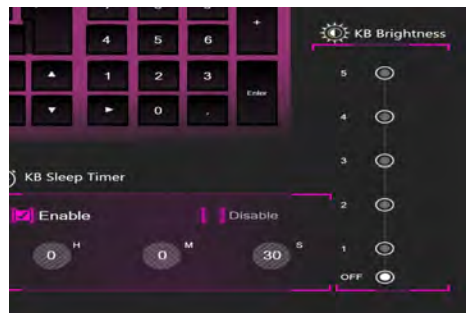 +
4 5 6
1 2 3
Enter
0 .
KB Brightness
5
4
3
2
1
OFF
KB Sleep Timer
Enable Disable
0 H 0 M 30 S